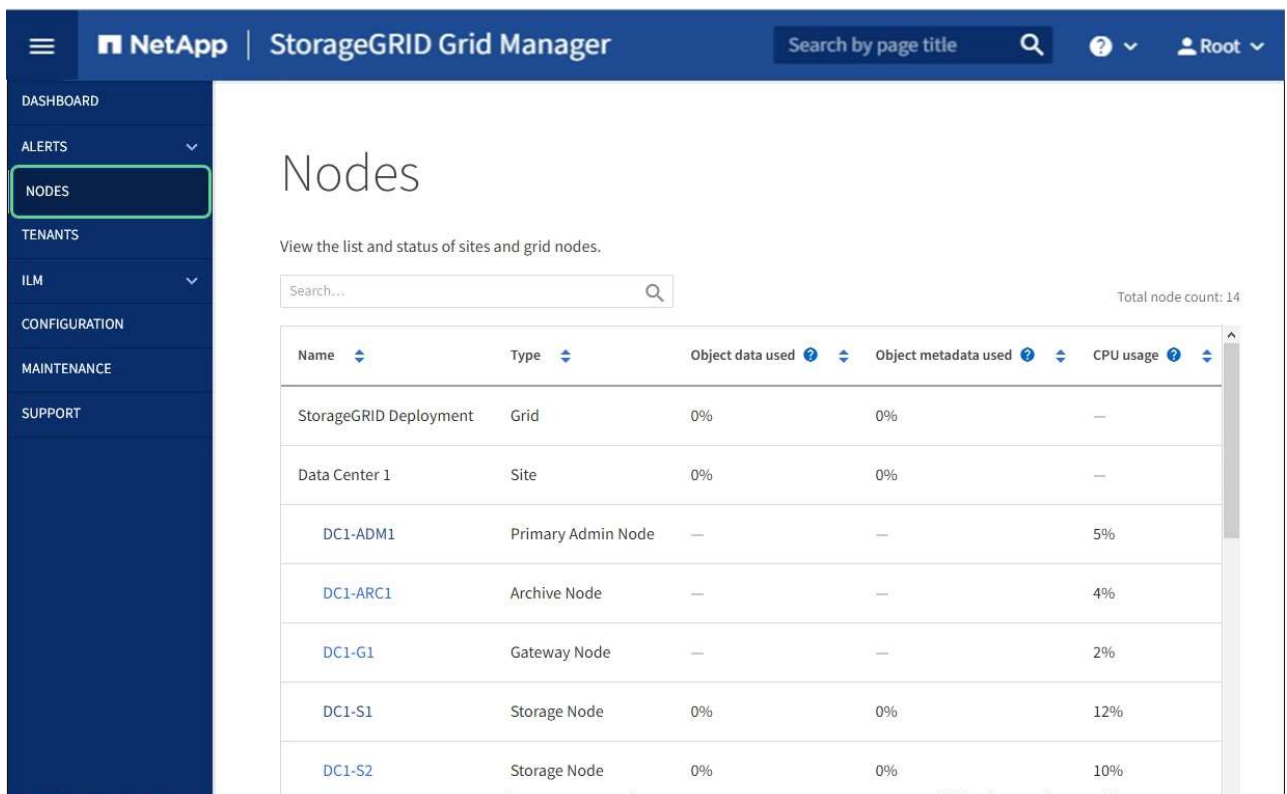 NetApp | StorageGRID Grid Manager
Search by page title
Root
DASHBOARD
ALERTS
NODES
TENANTS
ILM
CONFIGURATION
MAINTENANCE
SUPPORT
Nodes
View the list and status of sites and grid nodes.
Search...
Total node count: 14
Name Type Object data used Object metadata used CPU usage
StorageGRID Deployment Grid 0% 0% —
Data Center 1 Site 0% 0% —
DC1-ADM1 Primary Admin Node — — 5%
DC1-ARC1 Archive Node — — 4%
DC1-G1 Gateway Node — — 2%
DC1-S1 Storage Node 0% 0% 12%
DC1-S2 Storage Node 0% 0% 10%